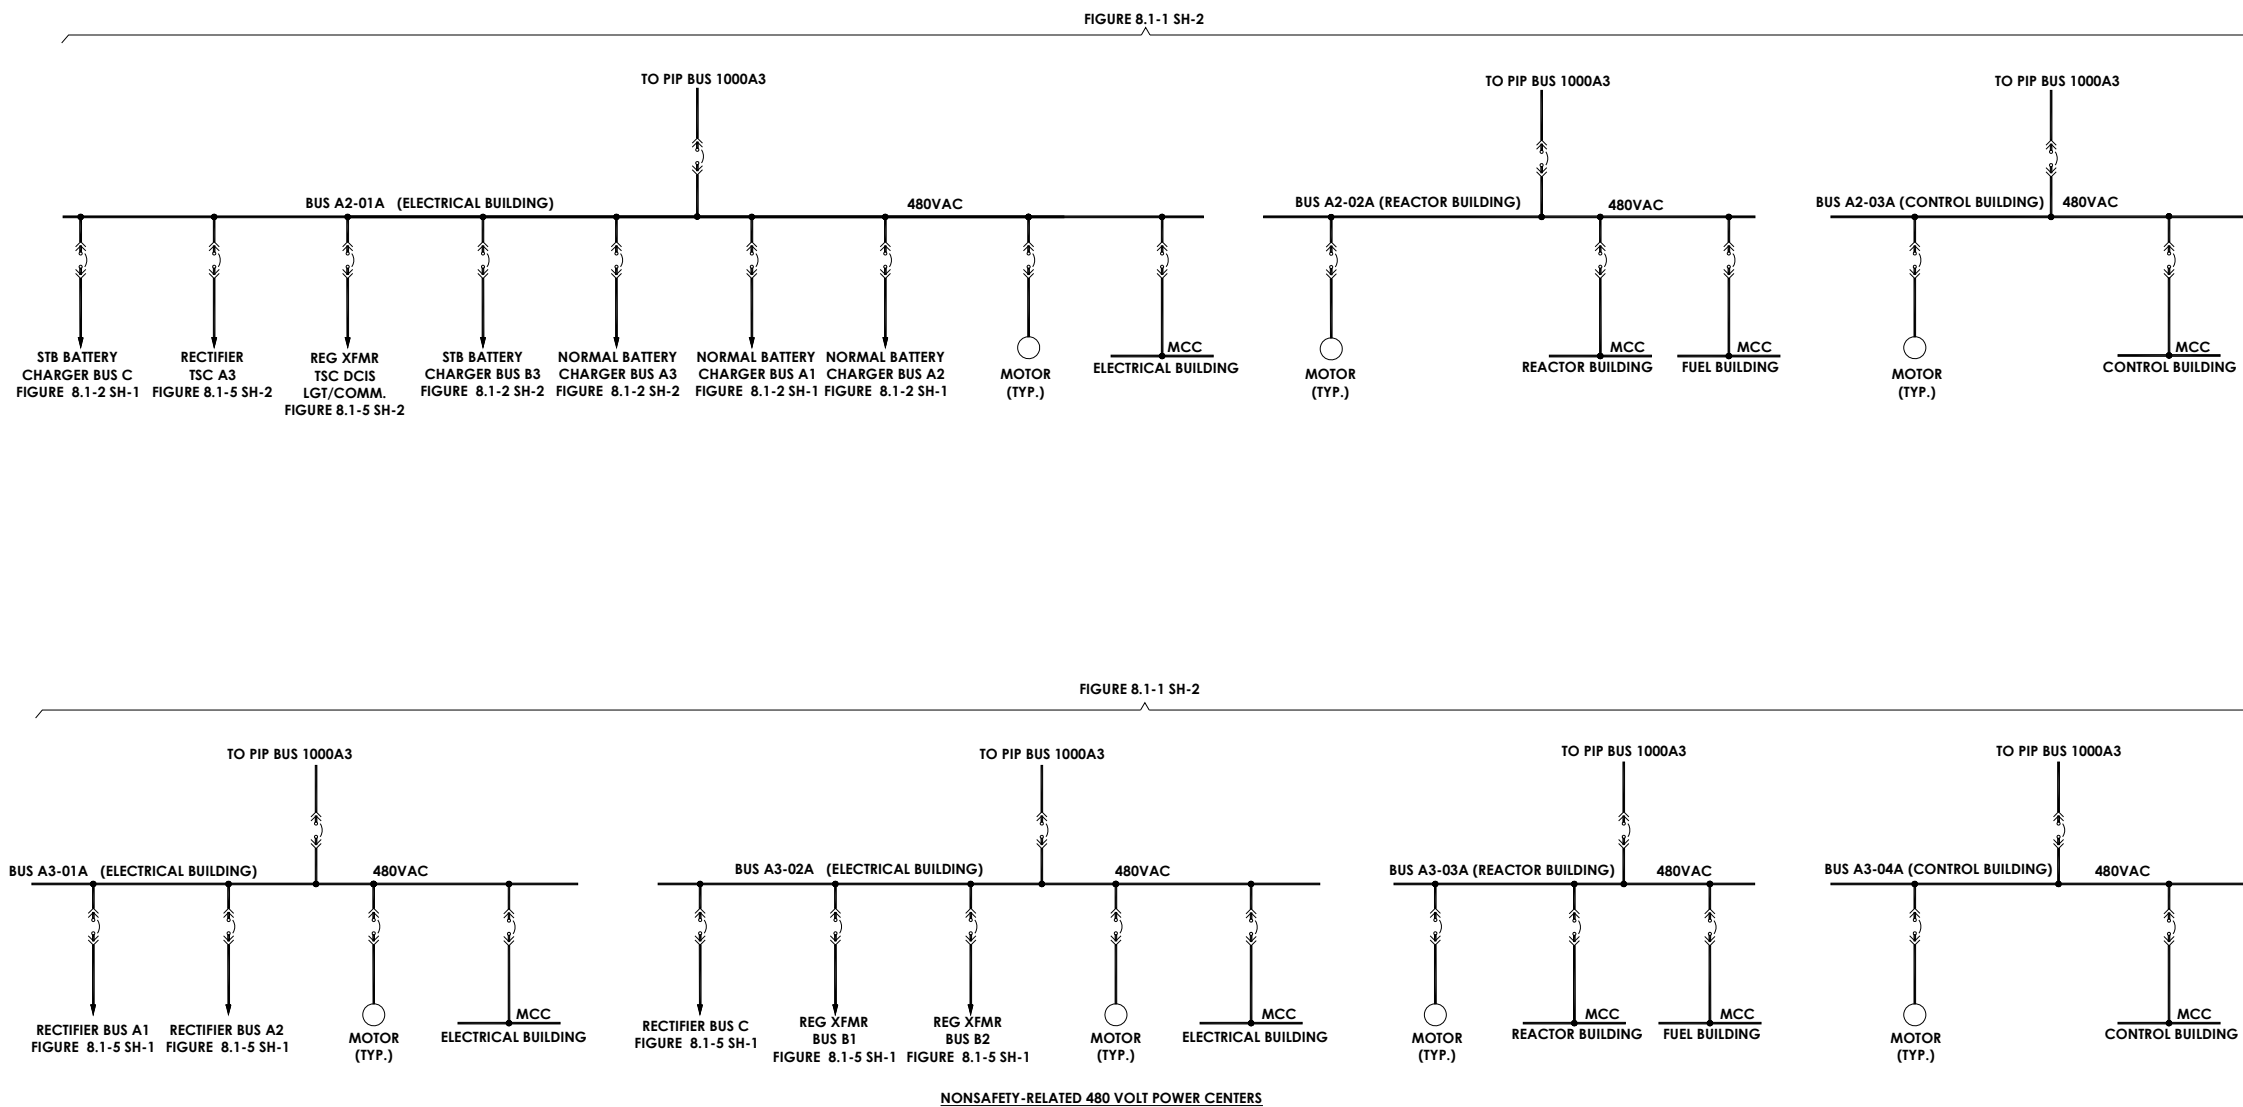 FIGURE 8.1-1 SH-2
TO PIP BUS 1000A3
TO PIP BUS 1000A3
TO PIP BUS 1000A3
BUS A2-01A (ELECTRICAL BUILDING)
480VAC
BUS A2-02A (REACTOR BUILDING)
480VAC
BUS A2-03A (CONTROL BUILDING)
480VAC
STB BATTERY
CHARGER BUS C
FIGURE 8.1-2 SH-1
RECTIFIER
TSC A3
FIGURE 8.1-5 SH-2
REG XFMR
TSC DCIS
LGT/COMM.
FIGURE 8.1-5 SH-2
STB BATTERY
CHARGER BUS B3
FIGURE 8.1-2 SH-2
NORMAL BATTERY
CHARGER BUS A3
FIGURE 8.1-2 SH-2
NORMAL BATTERY
CHARGER BUS A1
FIGURE 8.1-2 SH-1
NORMAL BATTERY
CHARGER BUS A2
FIGURE 8.1-2 SH-1
MOTOR
(TYP.)
MCC
ELECTRICAL BUILDING
MOTOR
(TYP.)
MCC
REACTOR BUILDING
MCC
FUEL BUILDING
MOTOR
(TYP.)
MCC
CONTROL BUILDING
FIGURE 8.1-1 SH-2
TO PIP BUS 1000A3
TO PIP BUS 1000A3
TO PIP BUS 1000A3
TO PIP BUS 1000A3
BUS A3-01A (ELECTRICAL BUILDING)
480VAC
BUS A3-02A (ELECTRICAL BUILDING)
480VAC
BUS A3-03A (REACTOR BUILDING)
480VAC
BUS A3-04A (CONTROL BUILDING)
480VAC
RECTIFIER BUS A1
FIGURE 8.1-5 SH-1
RECTIFIER BUS A2
FIGURE 8.1-5 SH-1
MOTOR
(TYP.)
MCC
ELECTRICAL BUILDING
RECTIFIER BUS C
FIGURE 8.1-5 SH-1
REG XFMR
BUS B1
FIGURE 8.1-5 SH-1
REG XFMR
BUS B2
FIGURE 8.1-5 SH-1
MOTOR
(TYP.)
MCC
ELECTRICAL BUILDING
MOTOR
(TYP.)
MCC
REACTOR BUILDING
MCC
FUEL BUILDING
MOTOR
(TYP.)
MCC
CONTROL BUILDING
NONSAFETY-RELATED 480 VOLT POWER CENTERS